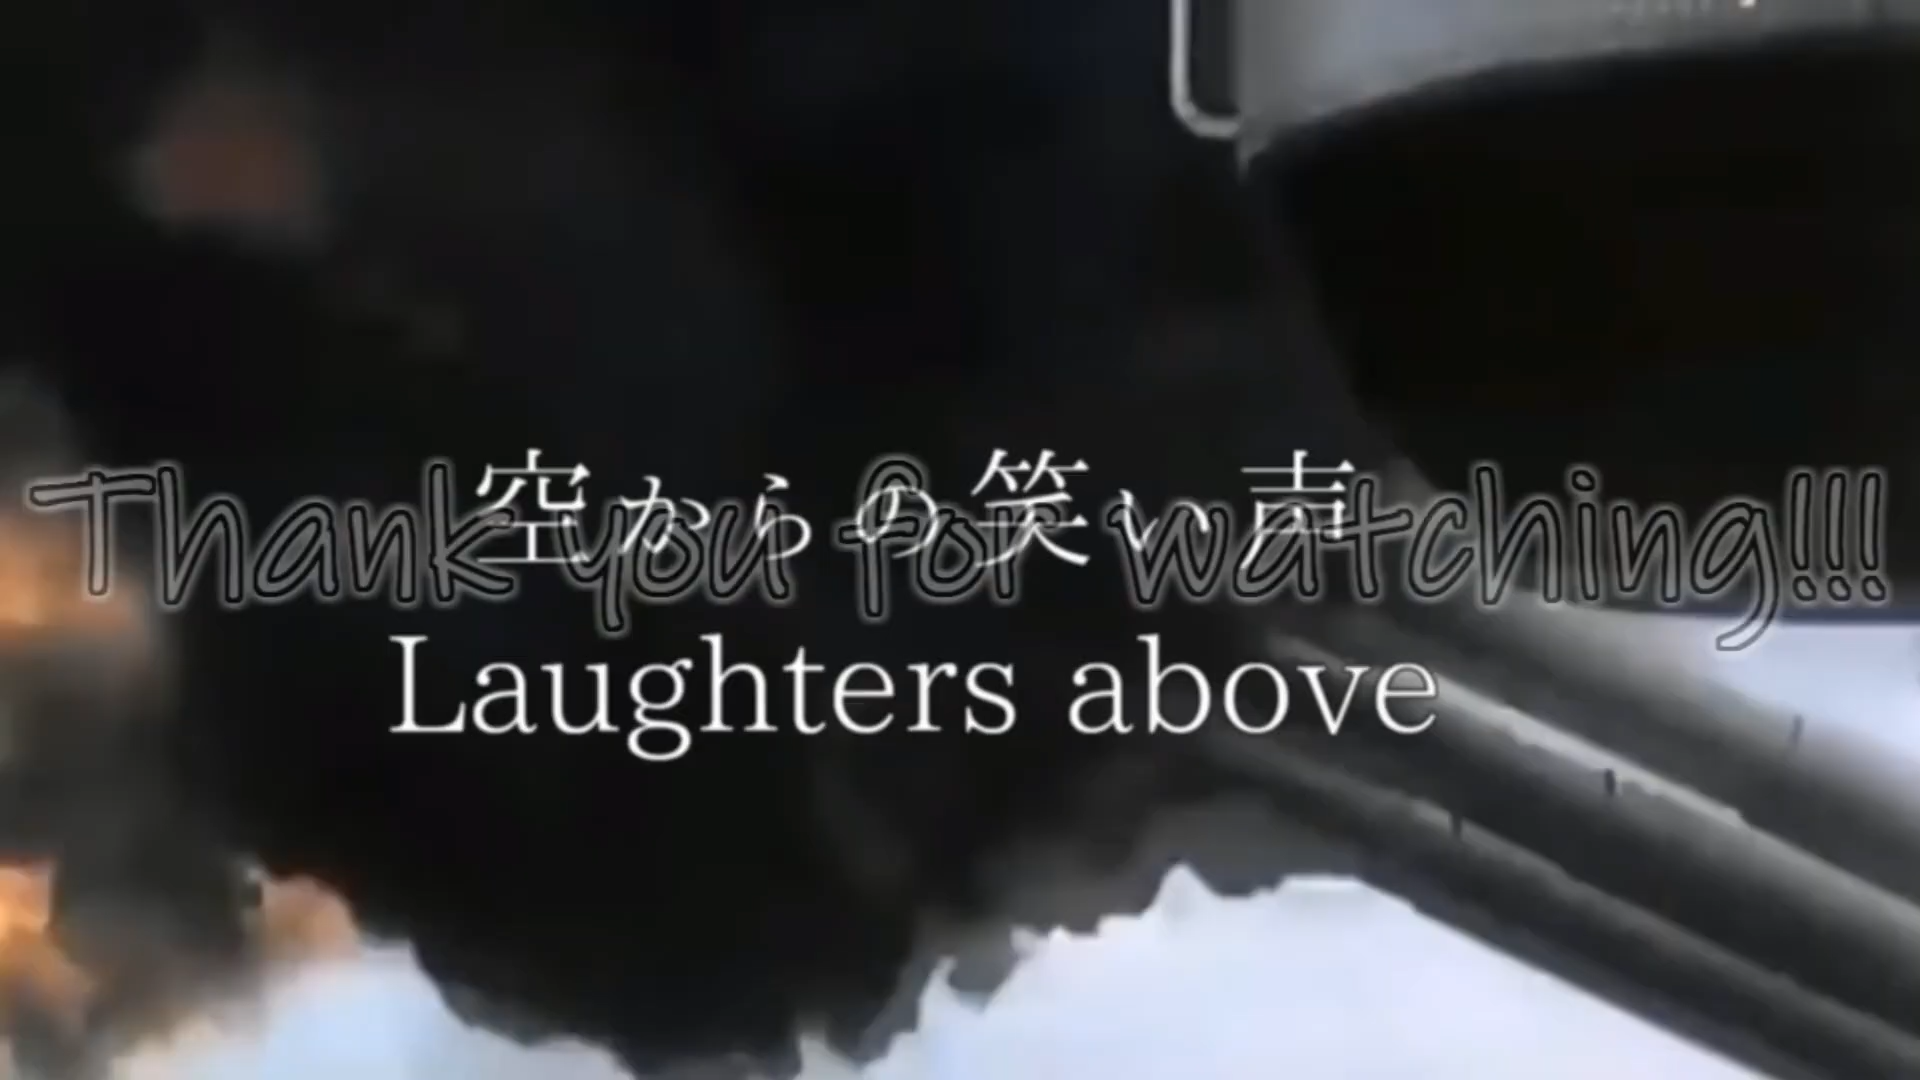 空からの笑い声
Thank you for watching!!!
Laughters above